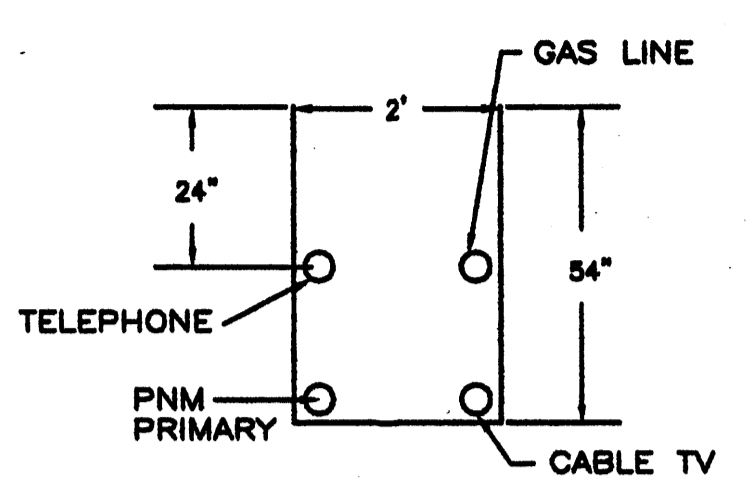 GAS LINE
2'
24"
54"
TELEPHONE
PNM
PRIMARY
CABLE TV